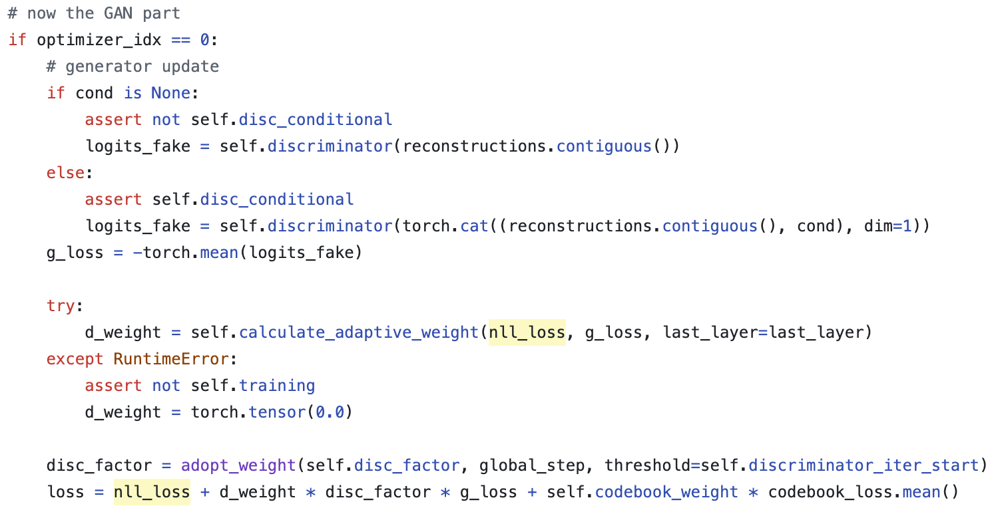 # now the GAN part
if optimizer_idx == 0:
    # generator update
    if cond is None:
        assert not self.disc_conditional
        logits_fake = self.discriminator(reconstructions.contiguous())
    else:
        assert self.disc_conditional
        logits_fake = self.discriminator(torch.cat((reconstructions.contiguous(), cond), dim=1))
    g_loss = -torch.mean(logits_fake)

    try:
        d_weight = self.calculate_adaptive_weight(nll_loss, g_loss, last_layer=last_layer)
    except RuntimeError:
        assert not self.training
        d_weight = torch.tensor(0.0)

    disc_factor = adopt_weight(self.disc_factor, global_step, threshold=self.discriminator_iter_start)
    loss = nll_loss + d_weight * disc_factor * g_loss + self.codebook_weight * codebook_loss.mean()